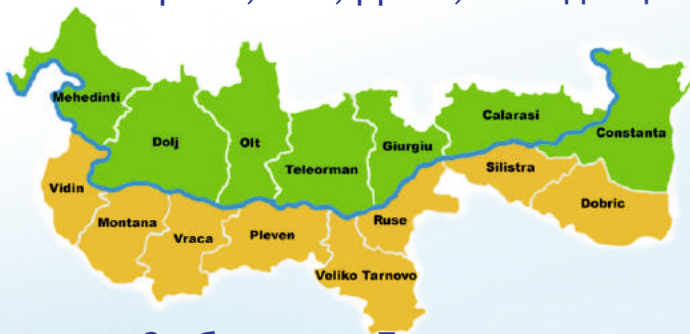 Mehedinti
Dolj
Olt
Teleorman
Giurgiu
Calarasi
Constanta
Vidin
Montana
Vraca
Pleven
Veliko Tarnovo
Ruse
Silistra
Dobric